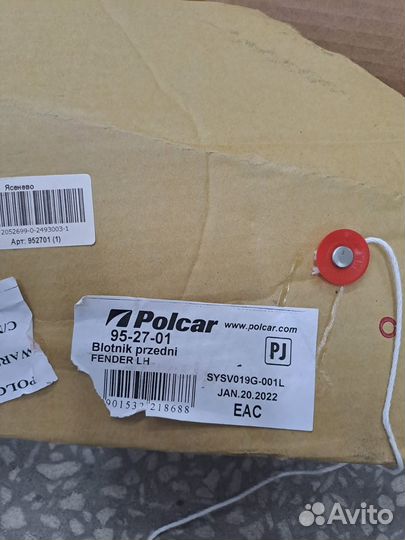 Ясенево
2052699-0-2493003-1
Арт: 952701 (1)
Polcar www.polcar.com
95-27-01
Blotnik przedni
FENDER LH
PJ
SYSV019G-001L
JAN.20.2022
EAC
218688
Avito